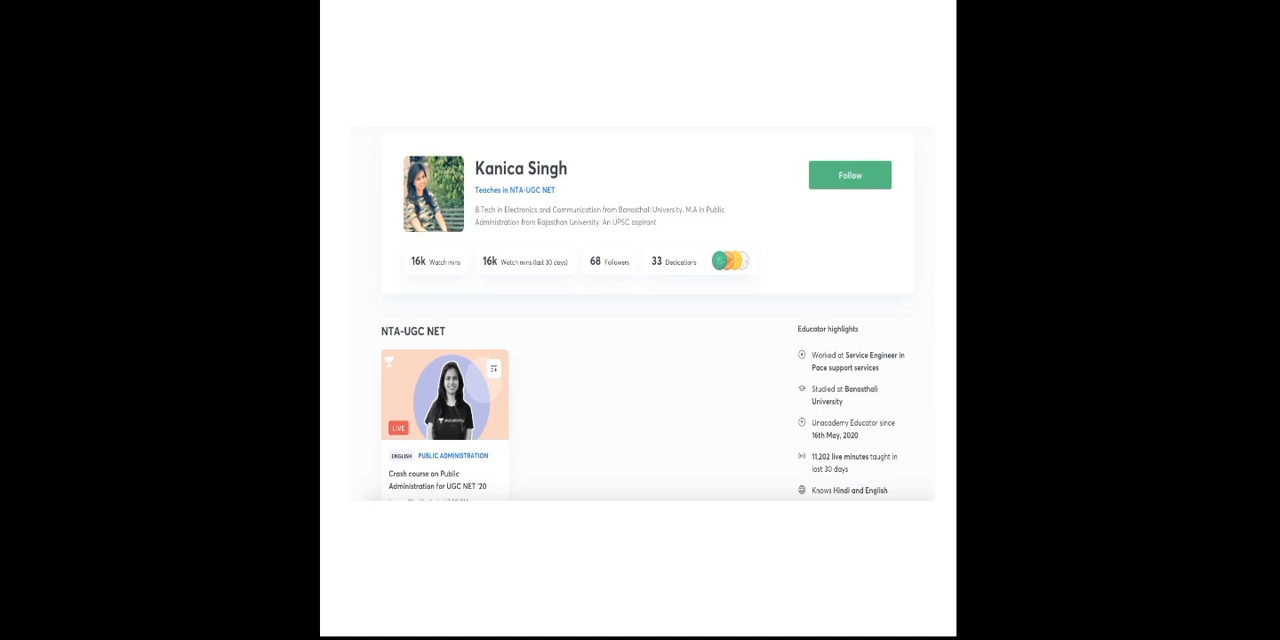 Kanica Singh
Follow
Teaches in NTA-UGC NET
B.Tech in Electronics and Communication from Banasthali University. M.A in Public
Administration from Rajasthan University. An UPSC aspirant
16k Watch mins
16k Watch mins (last 30 days)
68 Followers
33 Dedications
NTA-UGC NET
LIVE
unacademy
ENGLISH PUBLIC ADMINISTRATION
Crash course on Public
Administration for UGC NET '20
Educator highlights
Worked at Service Engineer in
Pace support services
Studied at Banasthali
University
Unacademy Educator since
16th May, 2020
11,202 live minutes taught in
last 30 days
Knows Hindi and English